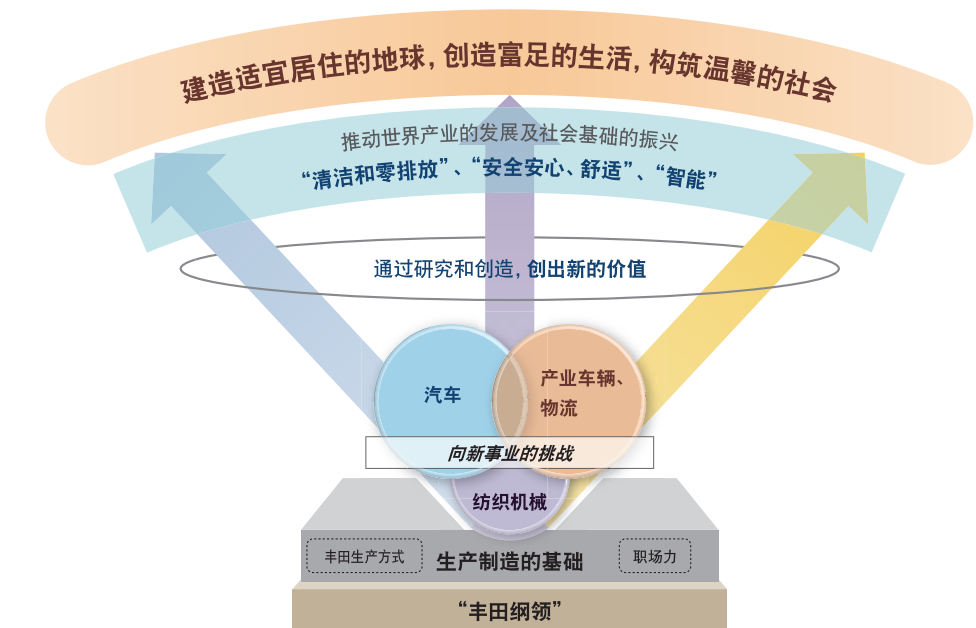 建造适宜居住的地球，创造富足的生活，构筑温馨的社会
推动世界产业的发展及社会基础的振兴
“清洁和零排放”、“安全安心、舒适”、“智能”
通过研究和创造，创出新的价值
汽车
产业车辆、
物流
向新事业的挑战
纺织机械
丰田生产方式
生产制造的基础
职场力
“丰田纲领”